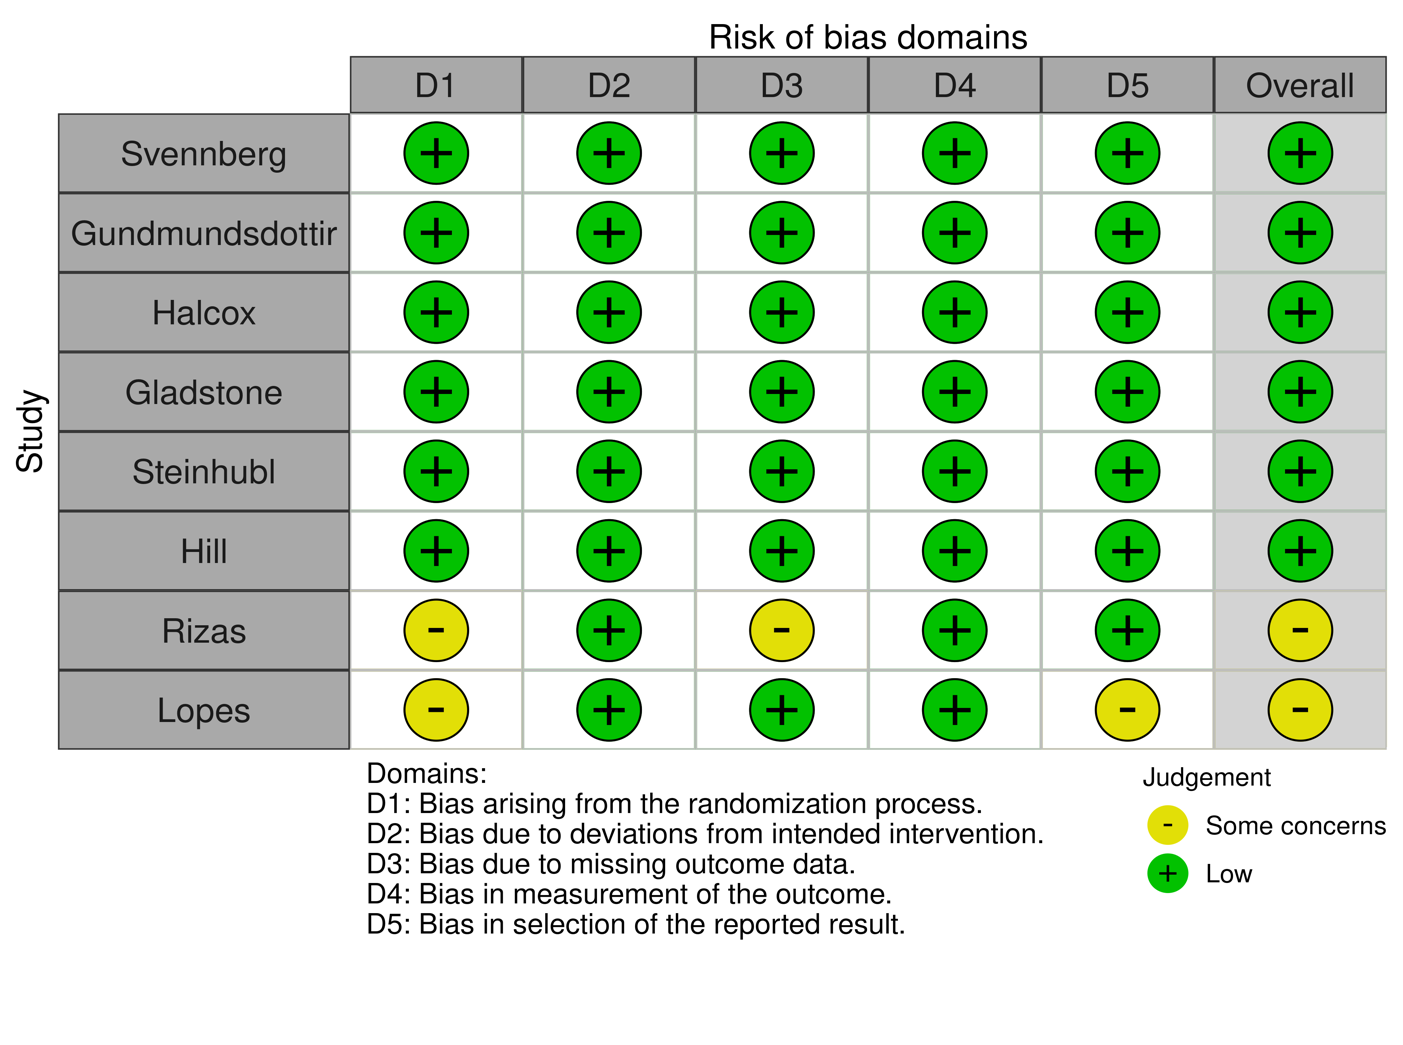 Risk of bias domains
D1 D2 D3 D4 D5 Overall
Svennberg + + + + + +
Gundmundsdottir + + + + + +
Halcox + + + + + +
Gladstone + + + + + +
Steinhubl + + + + + +
Hill + + + + + +
Rizas - + - + + -
Lopes - + + + - -
Study
Domains:
D1: Bias arising from the randomization process.
D2: Bias due to deviations from intended intervention.
D3: Bias due to missing outcome data.
D4: Bias in measurement of the outcome.
D5: Bias in selection of the reported result.
Judgement
- Some concerns
+ Low